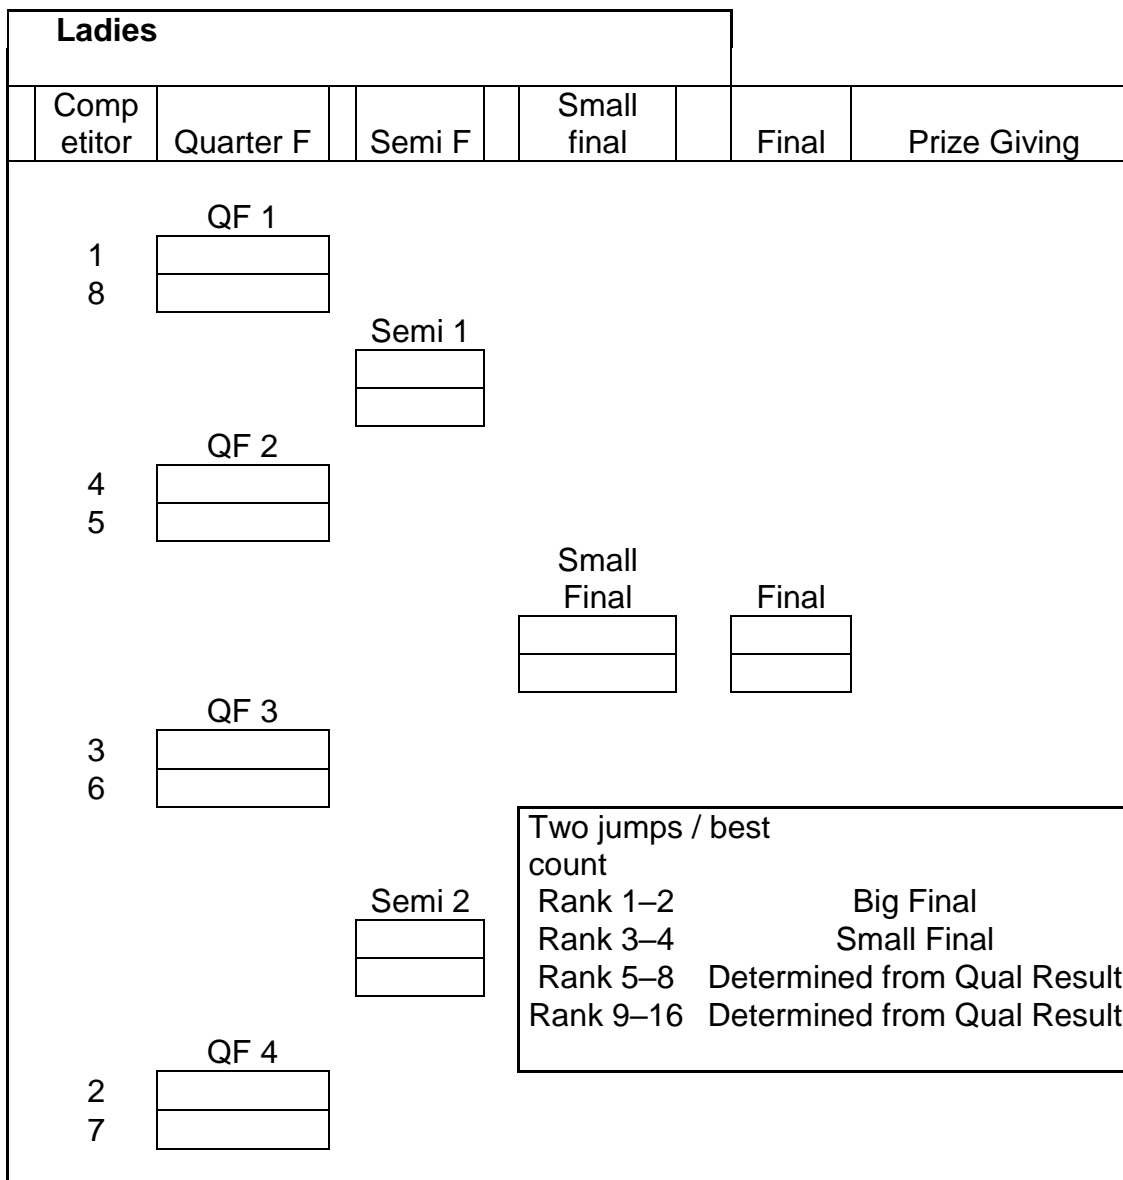 Ladies
Comp
etitor Quarter F Semi F Small
final Final Prize Giving
QF 1
1
8
Semi 1
QF 2
4
5
Small
Final Final
QF 3
3
6
Two jumps / best
count
Semi 2 Rank 1–2 Big Final
Rank 3–4 Small Final
Rank 5–8 Determined from Qual Result
Rank 9–16 Determined from Qual Result
QF 4
2
7